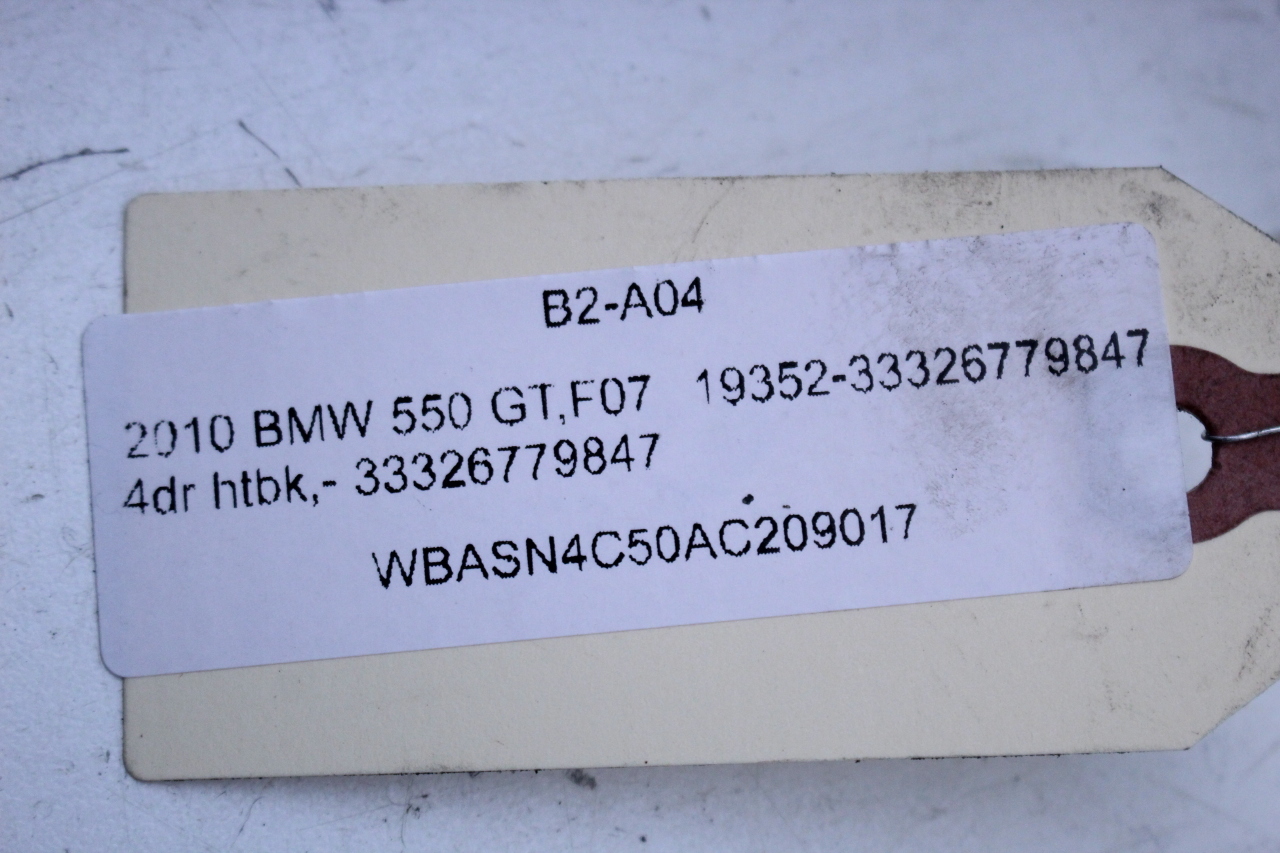 B2-A04
2010 BMW 550 GT,F07 19352-33326779847
4dr htbk,- 33326779847
WBASN4C50AC209017